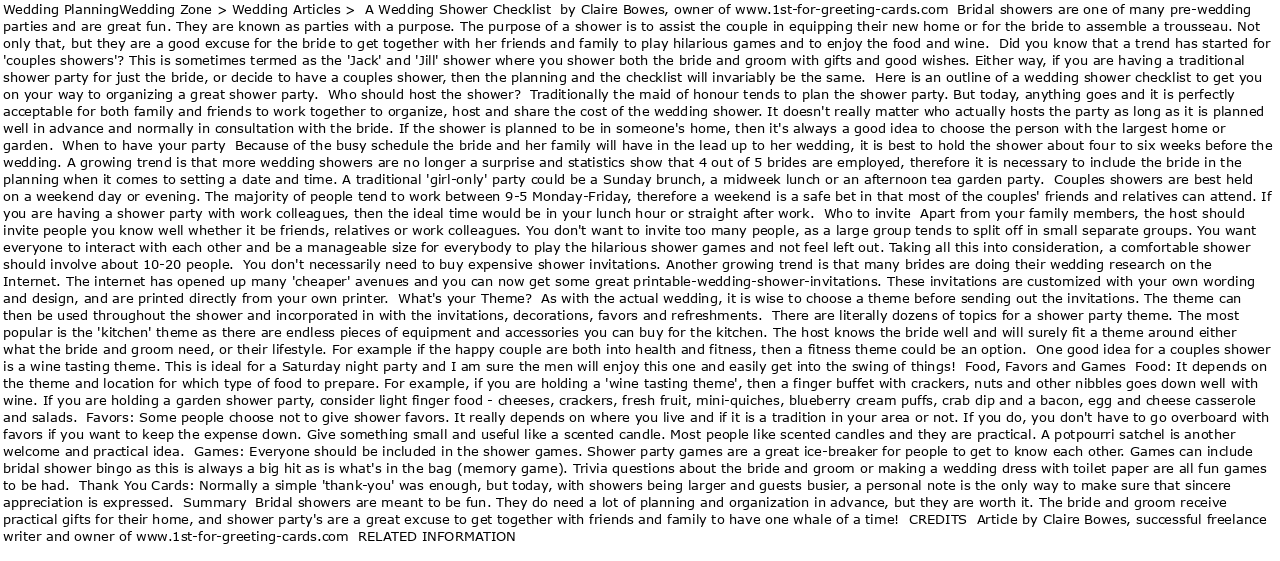 Wedding PlanningWedding Zone > Wedding Articles >  A Wedding Shower Checklist  by Claire Bowes, owner of www.1st-for-greeting-cards.com  Bridal showers are one of many pre-wedding
parties and are great fun. They are known as parties with a purpose. The purpose of a shower is to assist the couple in equipping their new home or for the bride to assemble a trousseau. Not
only that, but they are a good excuse for the bride to get together with her friends and family to play hilarious games and to enjoy the food and wine.  Did you know that a trend has started for
'couples showers'? This is sometimes termed as the 'Jack' and 'Jill' shower where you shower both the bride and groom with gifts and good wishes. Either way, if you are having a traditional
shower party for just the bride, or decide to have a couples shower, then the planning and the checklist will invariably be the same.  Here is an outline of a wedding shower checklist to get you
on your way to organizing a great shower party.  Who should host the shower?  Traditionally the maid of honour tends to plan the shower party. But today, anything goes and it is perfectly
acceptable for both family and friends to work together to organize, host and share the cost of the wedding shower. It doesn't really matter who actually hosts the party as long as it is planned
well in advance and normally in consultation with the bride. If the shower is planned to be in someone's home, then it's always a good idea to choose the person with the largest home or
garden.  When to have your party  Because of the busy schedule the bride and her family will have in the lead up to her wedding, it is best to hold the shower about four to six weeks before the
wedding. A growing trend is that more wedding showers are no longer a surprise and statistics show that 4 out of 5 brides are employed, therefore it is necessary to include the bride in the
planning when it comes to setting a date and time. A traditional 'girl-only' party could be a Sunday brunch, a midweek lunch or an afternoon tea garden party.  Couples showers are best held
on a weekend day or evening. The majority of people tend to work between 9-5 Monday-Friday, therefore a weekend is a safe bet in that most of the couples' friends and relatives can attend. If
you are having a shower party with work colleagues, then the ideal time would be in your lunch hour or straight after work.  Who to invite  Apart from your family members, the host should
invite people you know well whether it be friends, relatives or work colleagues. You don't want to invite too many people, as a large group tends to split off in small separate groups. You want
everyone to interact with each other and be a manageable size for everybody to play the hilarious shower games and not feel left out. Taking all this into consideration, a comfortable shower
should involve about 10-20 people.  You don't necessarily need to buy expensive shower invitations. Another growing trend is that many brides are doing their wedding research on the
Internet. The internet has opened up many 'cheaper' avenues and you can now get some great printable-wedding-shower-invitations. These invitations are customized with your own wording
and design, and are printed directly from your own printer.  What's your Theme?  As with the actual wedding, it is wise to choose a theme before sending out the invitations. The theme can
then be used throughout the shower and incorporated in with the invitations, decorations, favors and refreshments.  There are literally dozens of topics for a shower party theme. The most
popular is the 'kitchen' theme as there are endless pieces of equipment and accessories you can buy for the kitchen. The host knows the bride well and will surely fit a theme around either
what the bride and groom need, or their lifestyle. For example if the happy couple are both into health and fitness, then a fitness theme could be an option.  One good idea for a couples shower
is a wine tasting theme. This is ideal for a Saturday night party and I am sure the men will enjoy this one and easily get into the swing of things!  Food, Favors and Games  Food: It depends on
the theme and location for which type of food to prepare. For example, if you are holding a 'wine tasting theme', then a finger buffet with crackers, nuts and other nibbles goes down well with
wine. If you are holding a garden shower party, consider light finger food - cheeses, crackers, fresh fruit, mini-quiches, blueberry cream puffs, crab dip and a bacon, egg and cheese casserole
and salads.  Favors: Some people choose not to give shower favors. It really depends on where you live and if it is a tradition in your area or not. If you do, you don't have to go overboard with
favors if you want to keep the expense down. Give something small and useful like a scented candle. Most people like scented candles and they are practical. A potpourri satchel is another
welcome and practical idea.  Games: Everyone should be included in the shower games. Shower party games are a great ice-breaker for people to get to know each other. Games can include
bridal shower bingo as this is always a big hit as is what's in the bag (memory game). Trivia questions about the bride and groom or making a wedding dress with toilet paper are all fun games
to be had.  Thank You Cards: Normally a simple 'thank-you' was enough, but today, with showers being larger and guests busier, a personal note is the only way to make sure that sincere
appreciation is expressed.  Summary  Bridal showers are meant to be fun. They do need a lot of planning and organization in advance, but they are worth it. The bride and groom receive
practical gifts for their home, and shower party's are a great excuse to get together with friends and family to have one whale of a time!  CREDITS  Article by Claire Bowes, successful freelance
writer and owner of www.1st-for-greeting-cards.com  RELATED INFORMATION